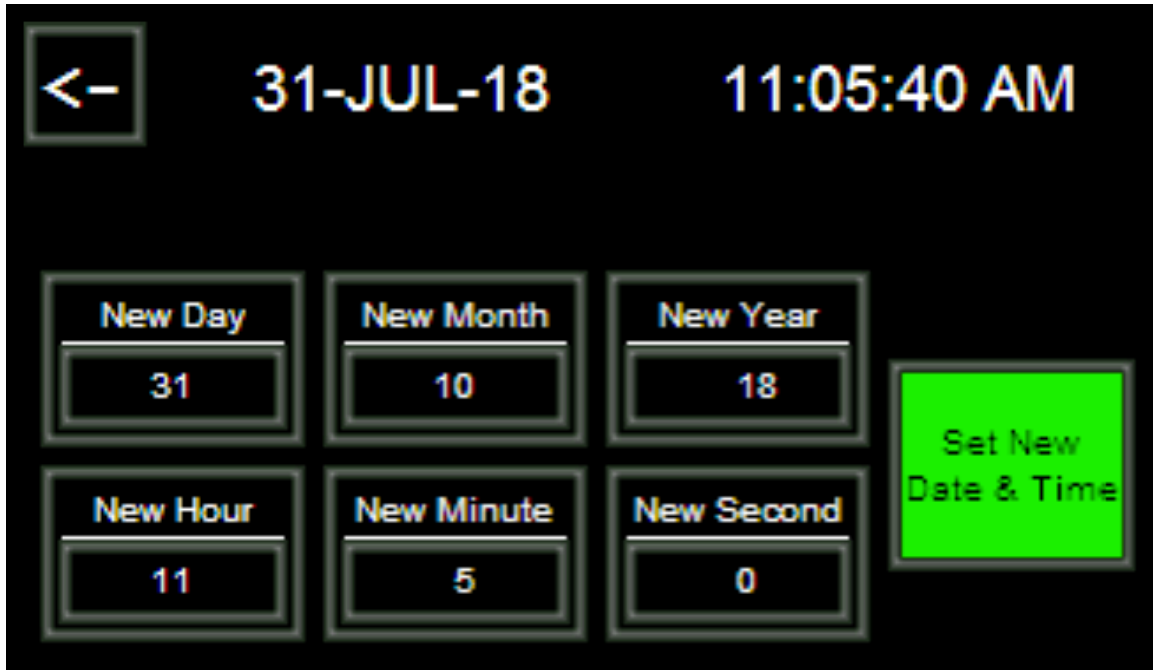 <- 31-JUL-18 11:05:40 AM
New Day New Month New Year
31 10 18
Set New
Date & Time
New Hour New Minute New Second
11 5 0